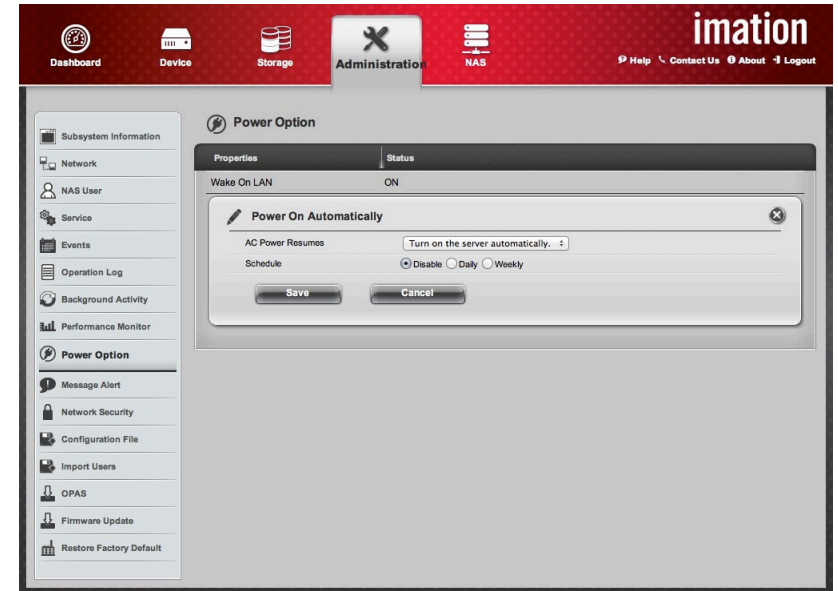 imation
Dashboard Device Storage Administration NAS
Help Contact Us About Logout
Subsystem Information
Network
NAS User
Service
Events
Operation Log
Background Activity
Performance Monitor
Power Option
Message Alert
Network Security
Configuration File
Import Users
OPAS
Firmware Update
Restore Factory Default
Power Option
Properties Status
Wake On LAN ON
Power On Automatically
AC Power Resumes Turn on the server automatically.
Schedule Disable Daily Weekly
Save Cancel